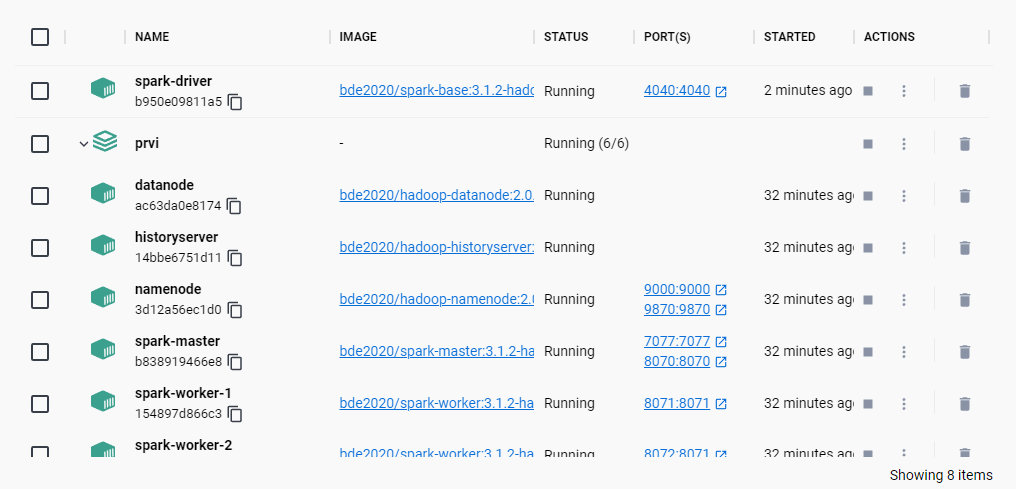 NAME IMAGE STATUS PORT(S) STARTED ACTIONS
spark-driver
b950e09811a5 bde2020/spark-base:3.1.2-hado Running 4040:4040 2 minutes ago
prvi - Running (6/6)
datanode
ac63da0e8174 bde2020/hadoop-datanode:2.0. Running 32 minutes ago
historyserver
14bbe6751d11 bde2020/hadoop-historyserver: Running 32 minutes ago
namenode
3d12a56ec1d0 bde2020/hadoop-namenode:2.0 Running 9000:9000 32 minutes ago
9870:9870
spark-master
b838919466e8 bde2020/spark-master:3.1.2-ha Running 7077:7077 32 minutes ago
8070:8070
spark-worker-1
154897d866c3 bde2020/spark-worker:3.1.2-ha Running 8071:8071 32 minutes ago
spark-worker-2
bde2020/spark-worker:3.1.2-ha Running 8072:8071 32 minutes ago
Showing 8 items